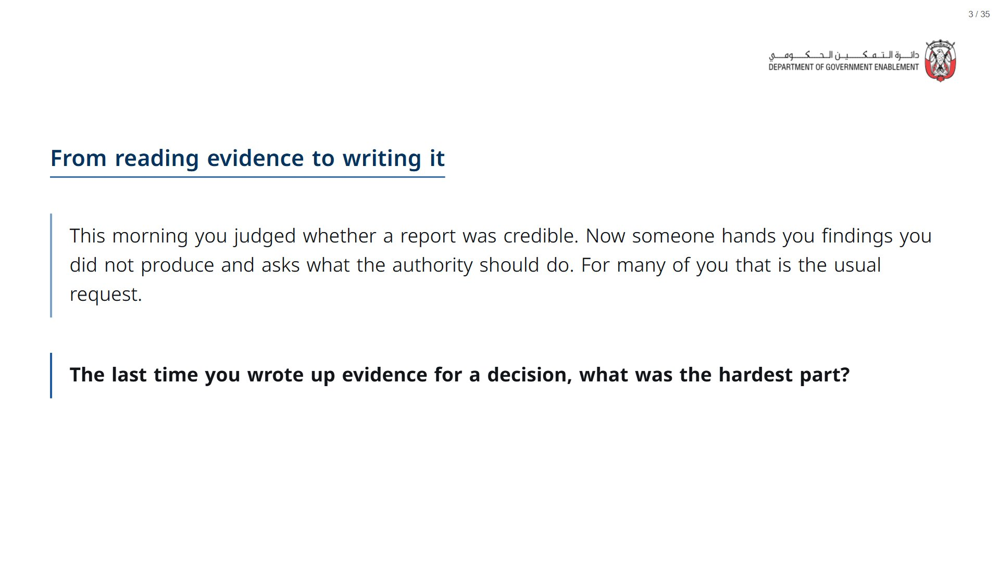 3 / 35
دائرة التمكين الحكومي
DEPARTMENT OF GOVERNMENT ENABLEMENT
From reading evidence to writing it
This morning you judged whether a report was credible. Now someone hands you findings you
did not produce and asks what the authority should do. For many of you that is the usual
request.
The last time you wrote up evidence for a decision, what was the hardest part?